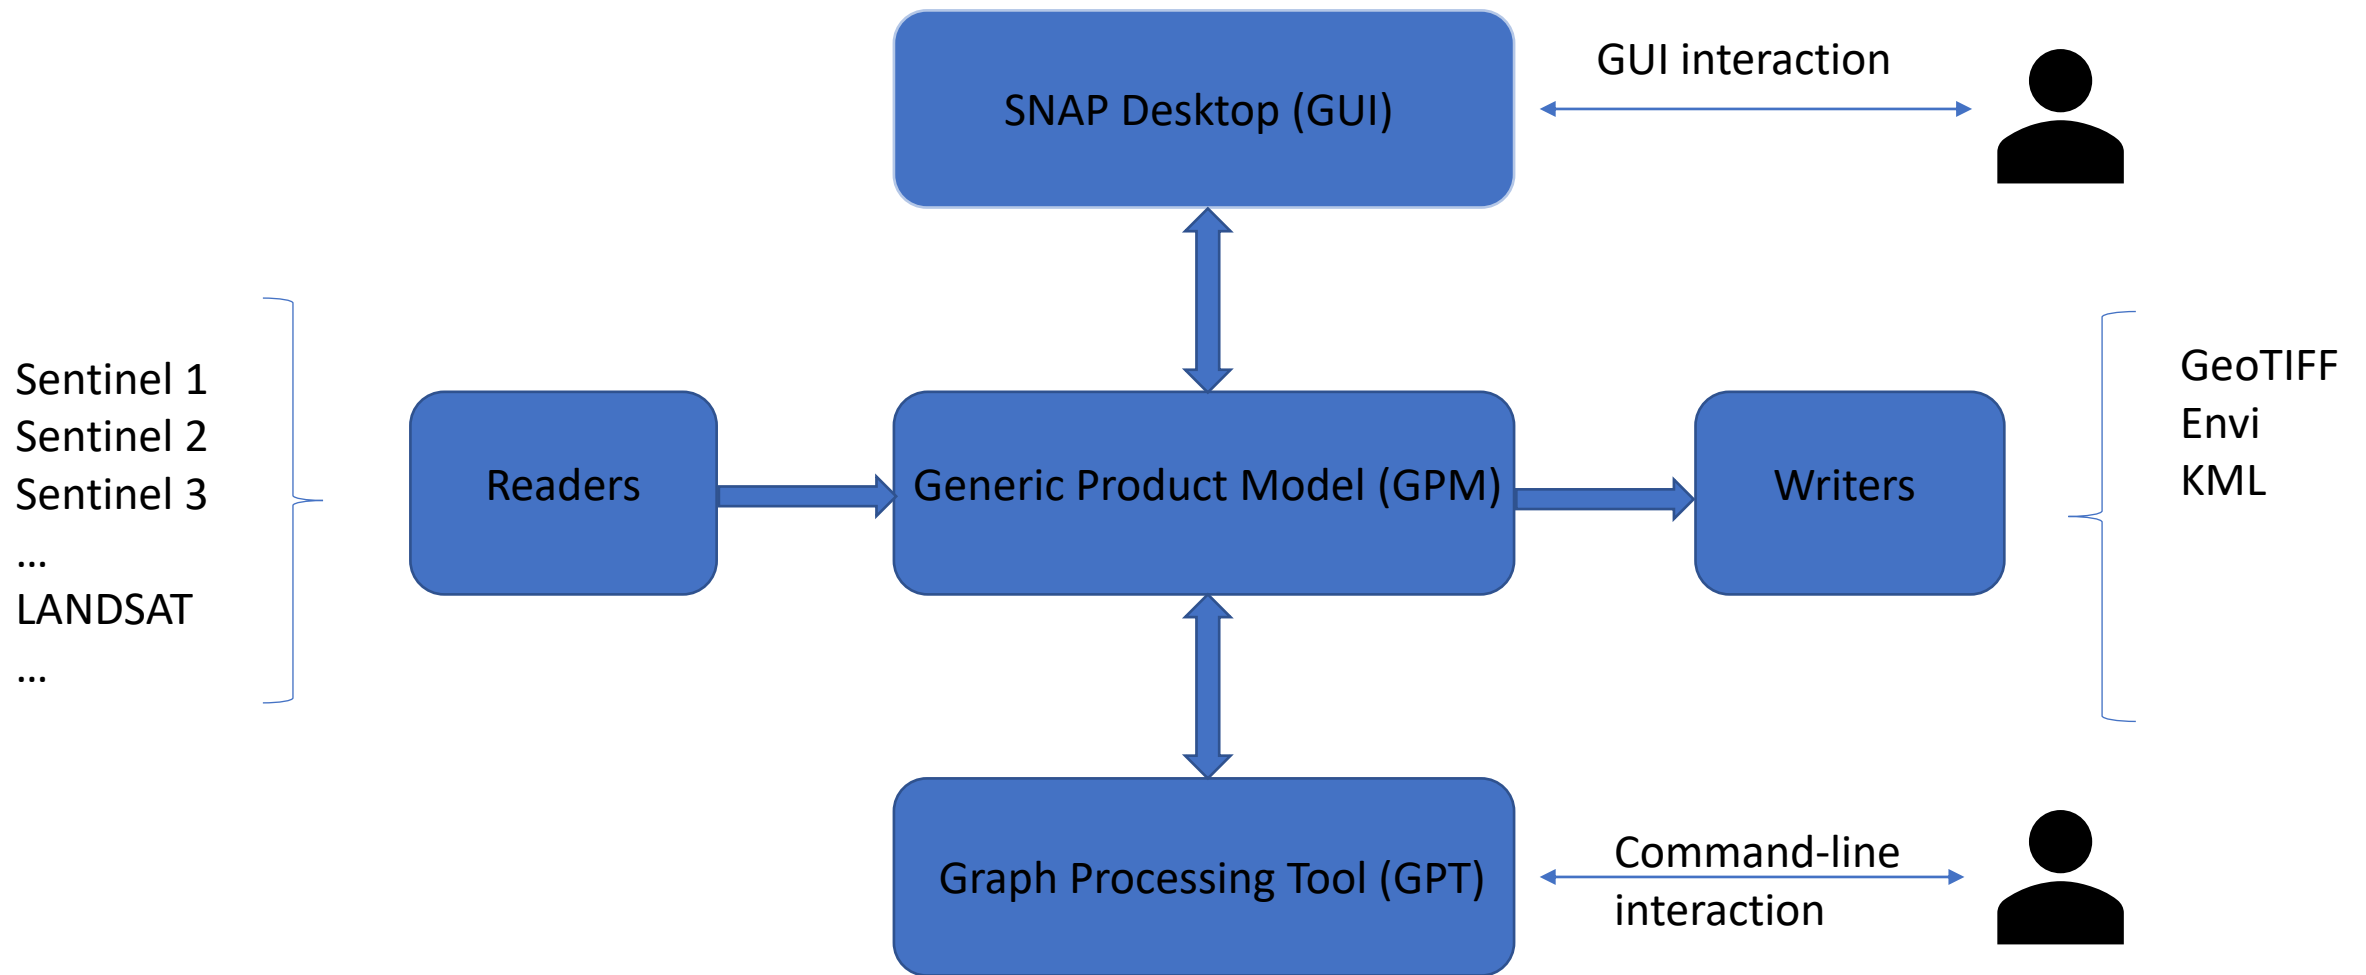 SNAP Desktop (GUI)
GUI interaction
Sentinel 1
Sentinel 2
Sentinel 3
...
LANDSAT
...
Readers
Generic Product Model (GPM)
Writers
GeoTIFF
Envi
KML
Graph Processing Tool (GPT)
Command-line
interaction